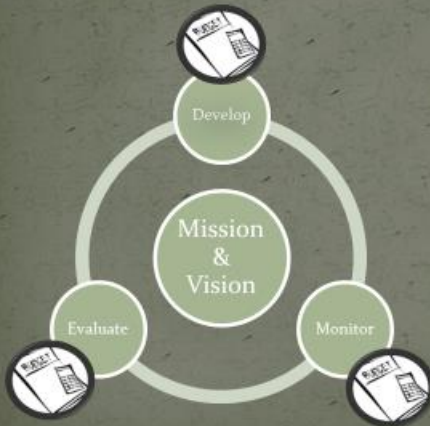 BUDGET
Develop
Mission
&
Vision
Evaluate
Monitor
BUDGET
BUDGET